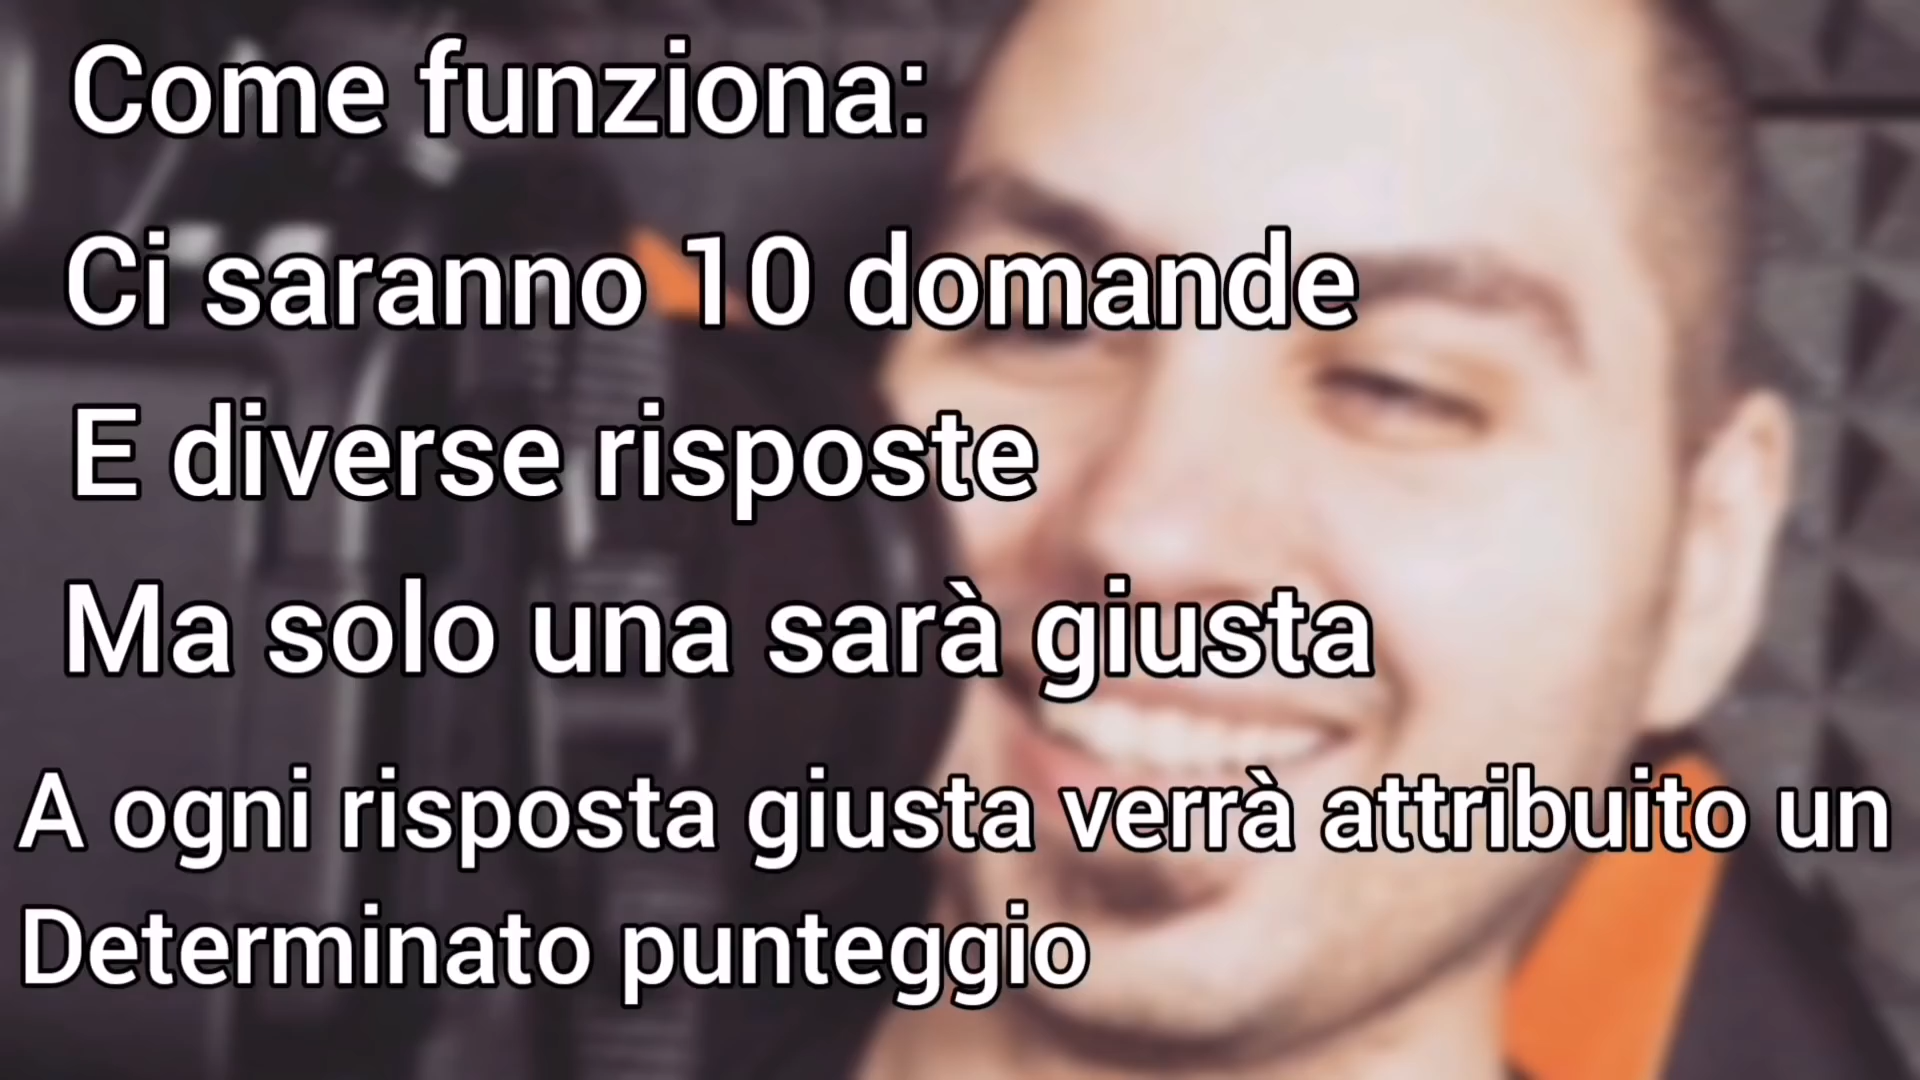 Come funziona:
Ci saranno 10 domande
E diverse risposte
Ma solo una sarà giusta
A ogni risposta giusta verrà attribuito un
Determinato punteggio